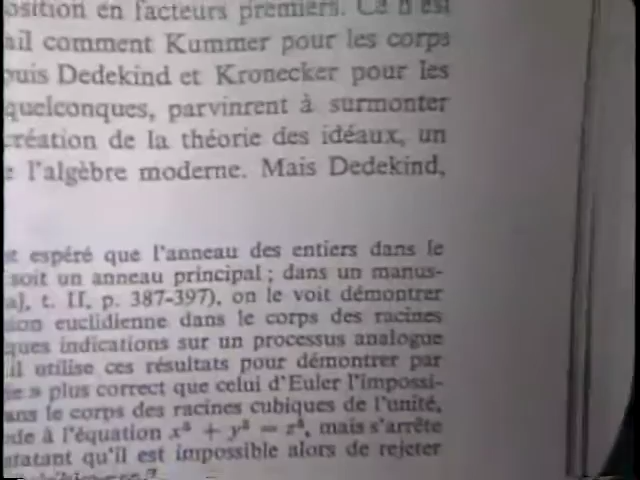 osition en facteurs premiers. Ce n'est
ail comment Kummer pour les corps
puis Dedekind et Kronecker pour les
quelconques, parvinrent à surmonter
création de la théorie des idéaux, un
l'algèbre moderne. Mais Dedekind,
espéré que l'anneau des entiers dans le
soit un anneau principal ; dans un manus-
a], t. II, p. 387-397), on le voit démontrer
sion euclidienne dans le corps des racines
ques indications sur un processus analogue
il utilise ces résultats pour démontrer par
» plus correct que celui d'Euler l'impossi-
ans le corps des racines cubiques de l'unité,
de à l'équation mais s'arrête
statant qu'il est impossible alors de rejeter